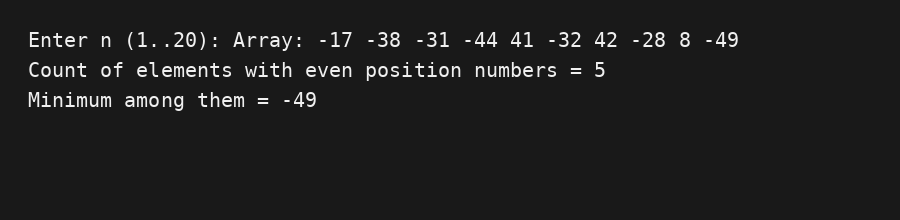 Enter n (1..20): Array: -17 -38 -31 -44 41 -32 42 -28 8 -49
Count of elements with even position numbers = 5
Minimum among them = -49